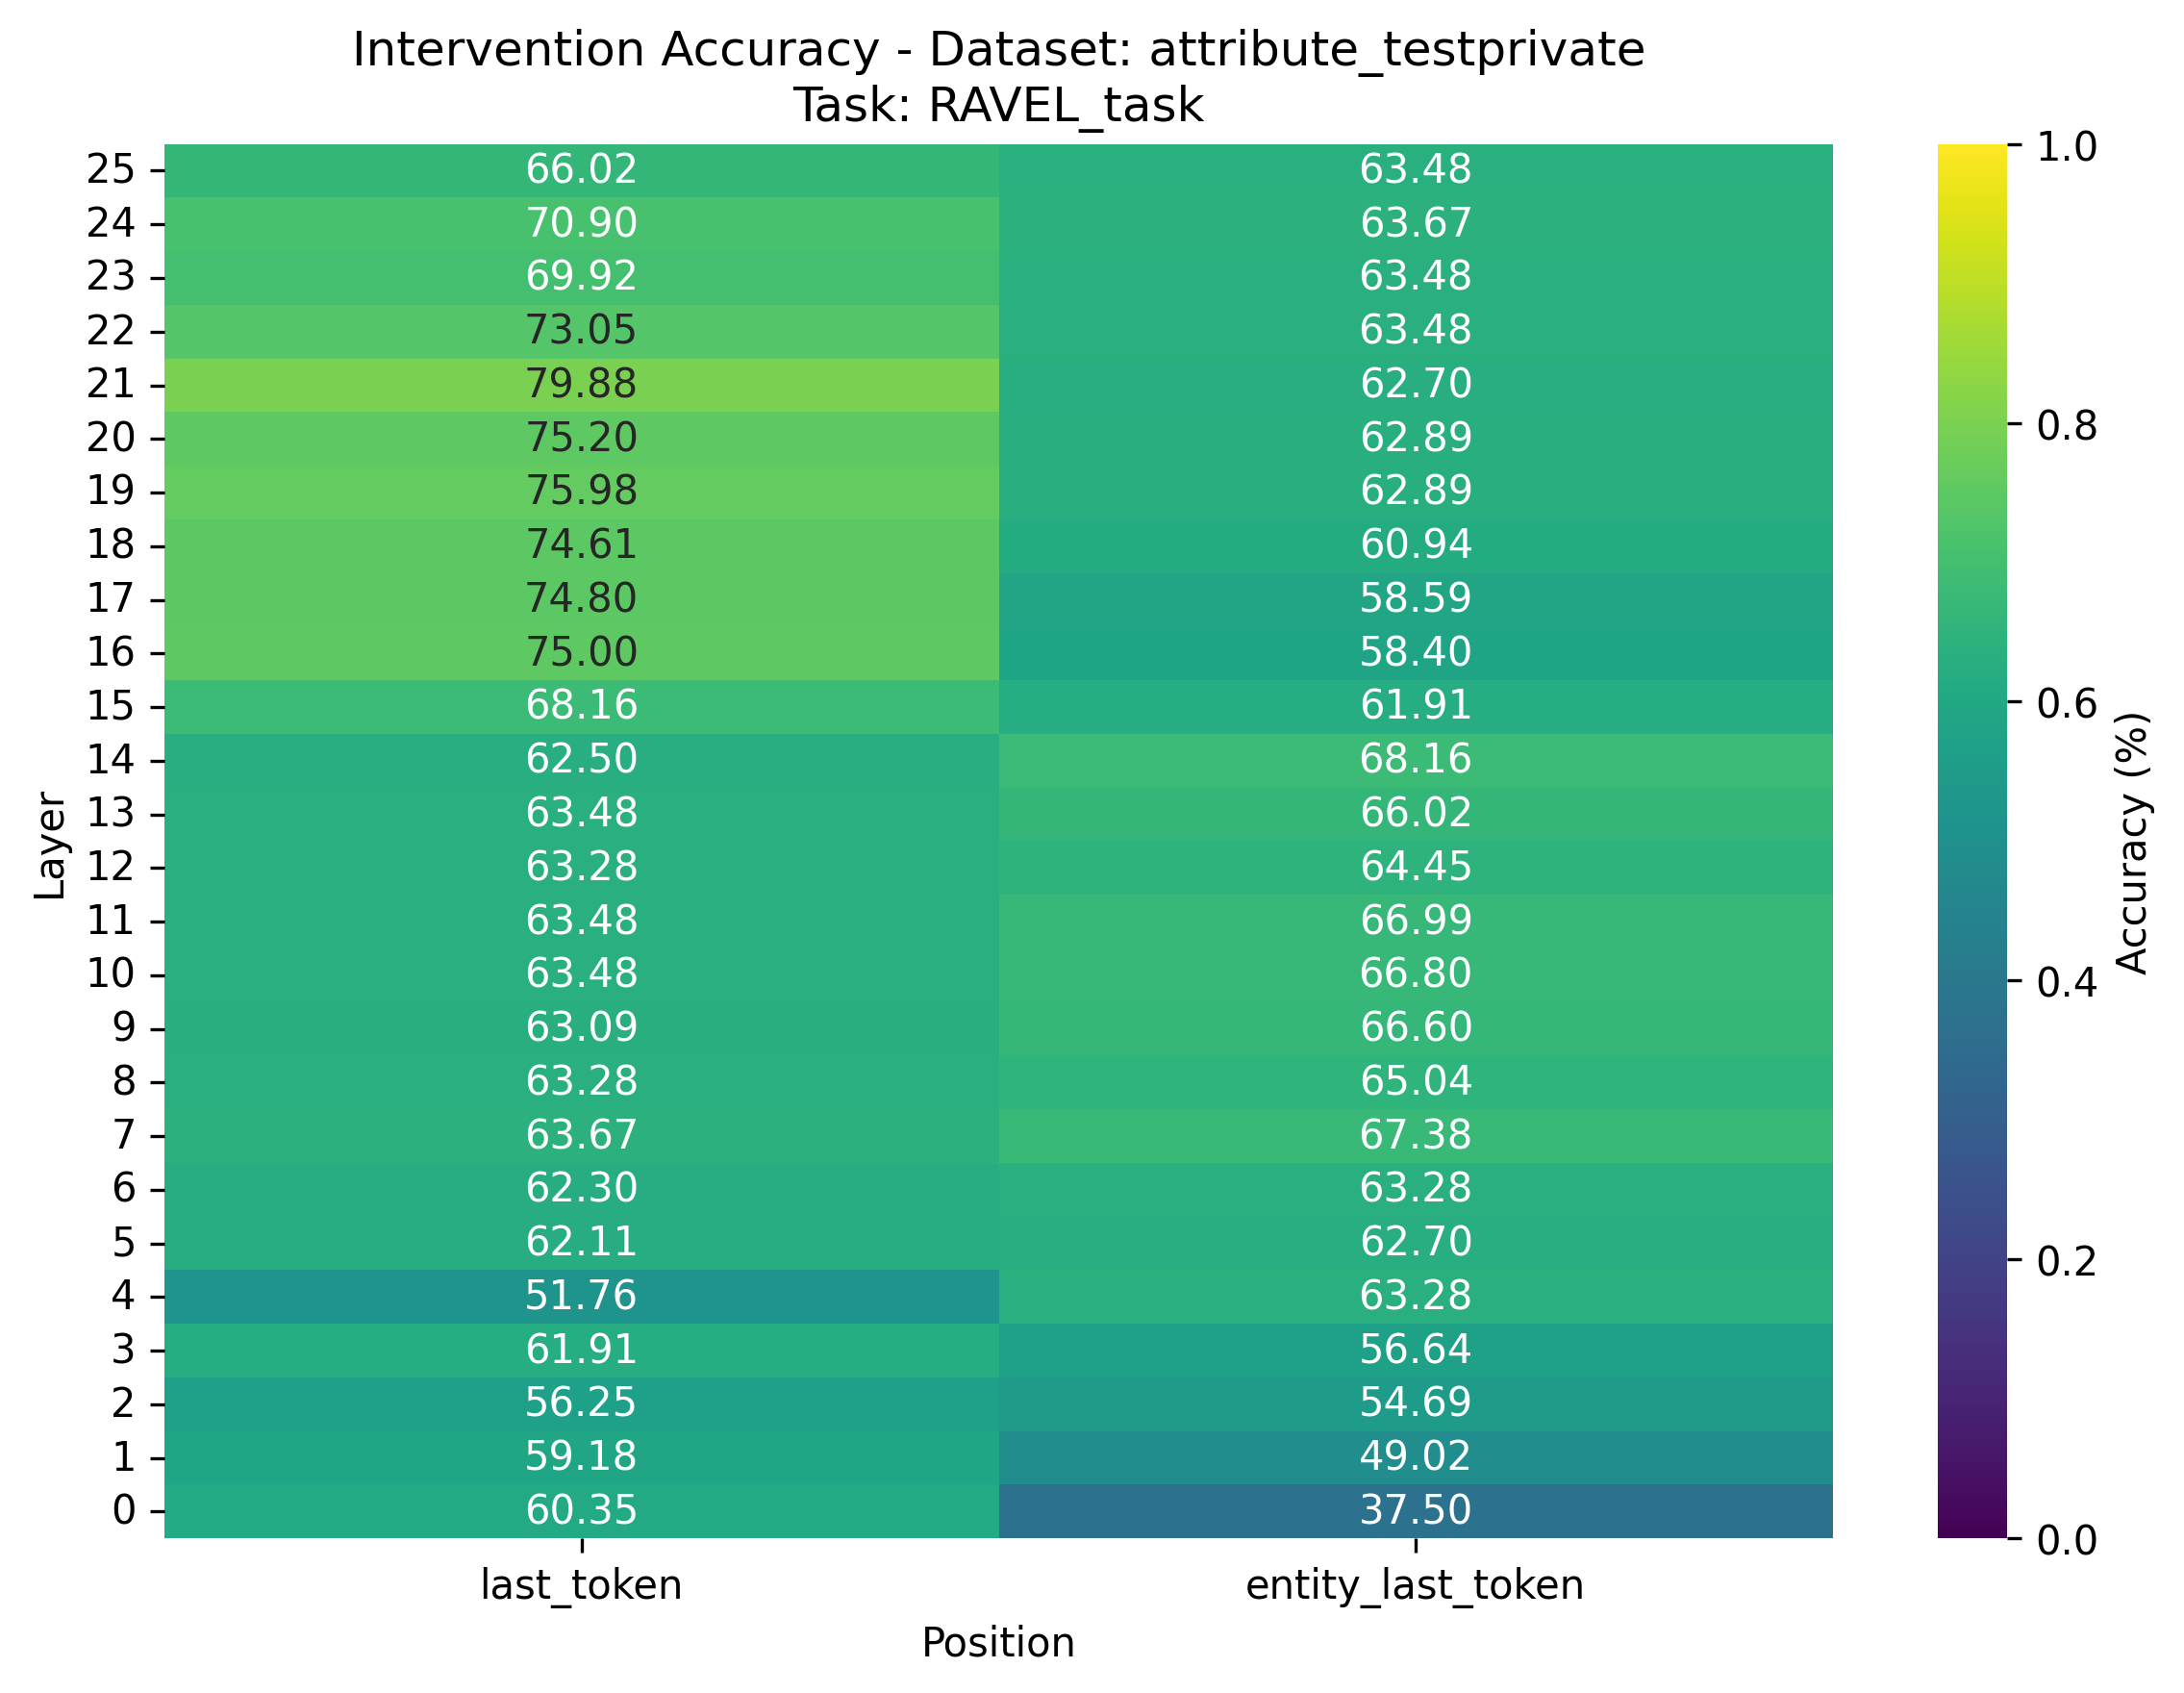 Intervention Accuracy - Dataset: attribute_testprivate
Task: RAVEL_task
25 66.02 63.48
24 70.90 63.67
23 69.92 63.48
22 73.05 63.48
21 79.88 62.70
20 75.20 62.89
19 75.98 62.89
18 74.61 60.94
17 74.80 58.59
16 75.00 58.40
15 68.16 61.91
14 62.50 68.16
13 63.48 66.02
12 63.28 64.45
11 63.48 66.99
10 63.48 66.80
9 63.09 66.60
8 63.28 65.04
7 63.67 67.38
6 62.30 63.28
5 62.11 62.70
4 51.76 63.28
3 61.91 56.64
2 56.25 54.69
1 59.18 49.02
0 60.35 37.50
last_token entity_last_token
Position
Layer
1.0
0.8
0.6
0.4
0.2
0.0
Accuracy (%)